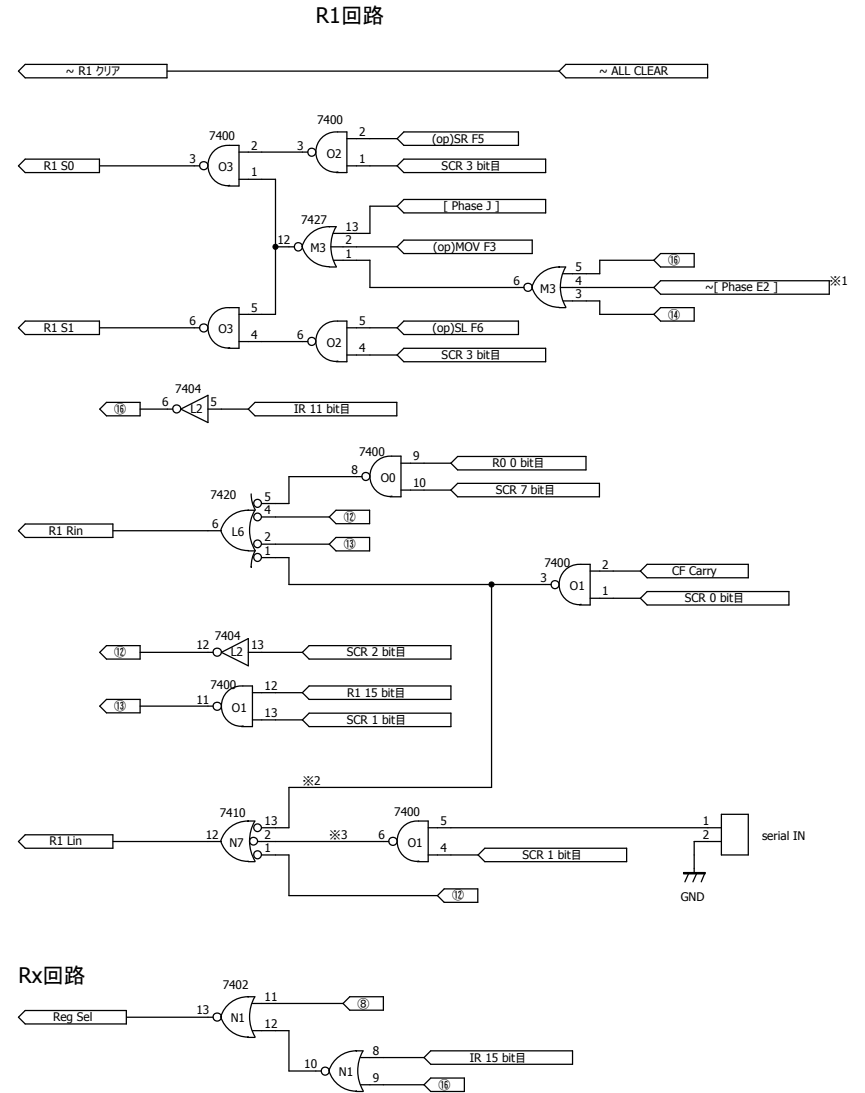 R1回路
~ R1 クリア
~ ALL CLEAR
7400
7400
3
O3
2
1
3
O2
2
(op)SR F5
1
SCR 3 bit目
R1 S0
7427
12
M3
13
[ Phase J ]
2
(op)MOV F3
1
6
M3
5
⑯
4
~[ Phase E2 ]
※1
3
⑭
R1 S1
6
O3
5
4
6
O2
5
(op)SL F6
4
SCR 3 bit目
7404
⑯
6
L2
5
IR 11 bit目
7400
8
O0
9
R0 0 bit目
10
SCR 7 bit目
7420
R1 Rin
6
L6
5
4
⑫
2
⑬
1
7400
3
O1
2
CF Carry
1
SCR 0 bit目
7404
⑫
12
L2
13
SCR 2 bit目
7400
⑬
11
O1
12
R1 15 bit目
13
SCR 1 bit目
※2
7410
R1 Lin
12
N7
13
2
1
※3
7400
6
O1
5
4
SCR 1 bit目
1
2
serial IN
GND
⑫
Rx回路
7402
Reg Sel
13
N1
11
⑧
12
10
N1
8
IR 15 bit目
9
⑯